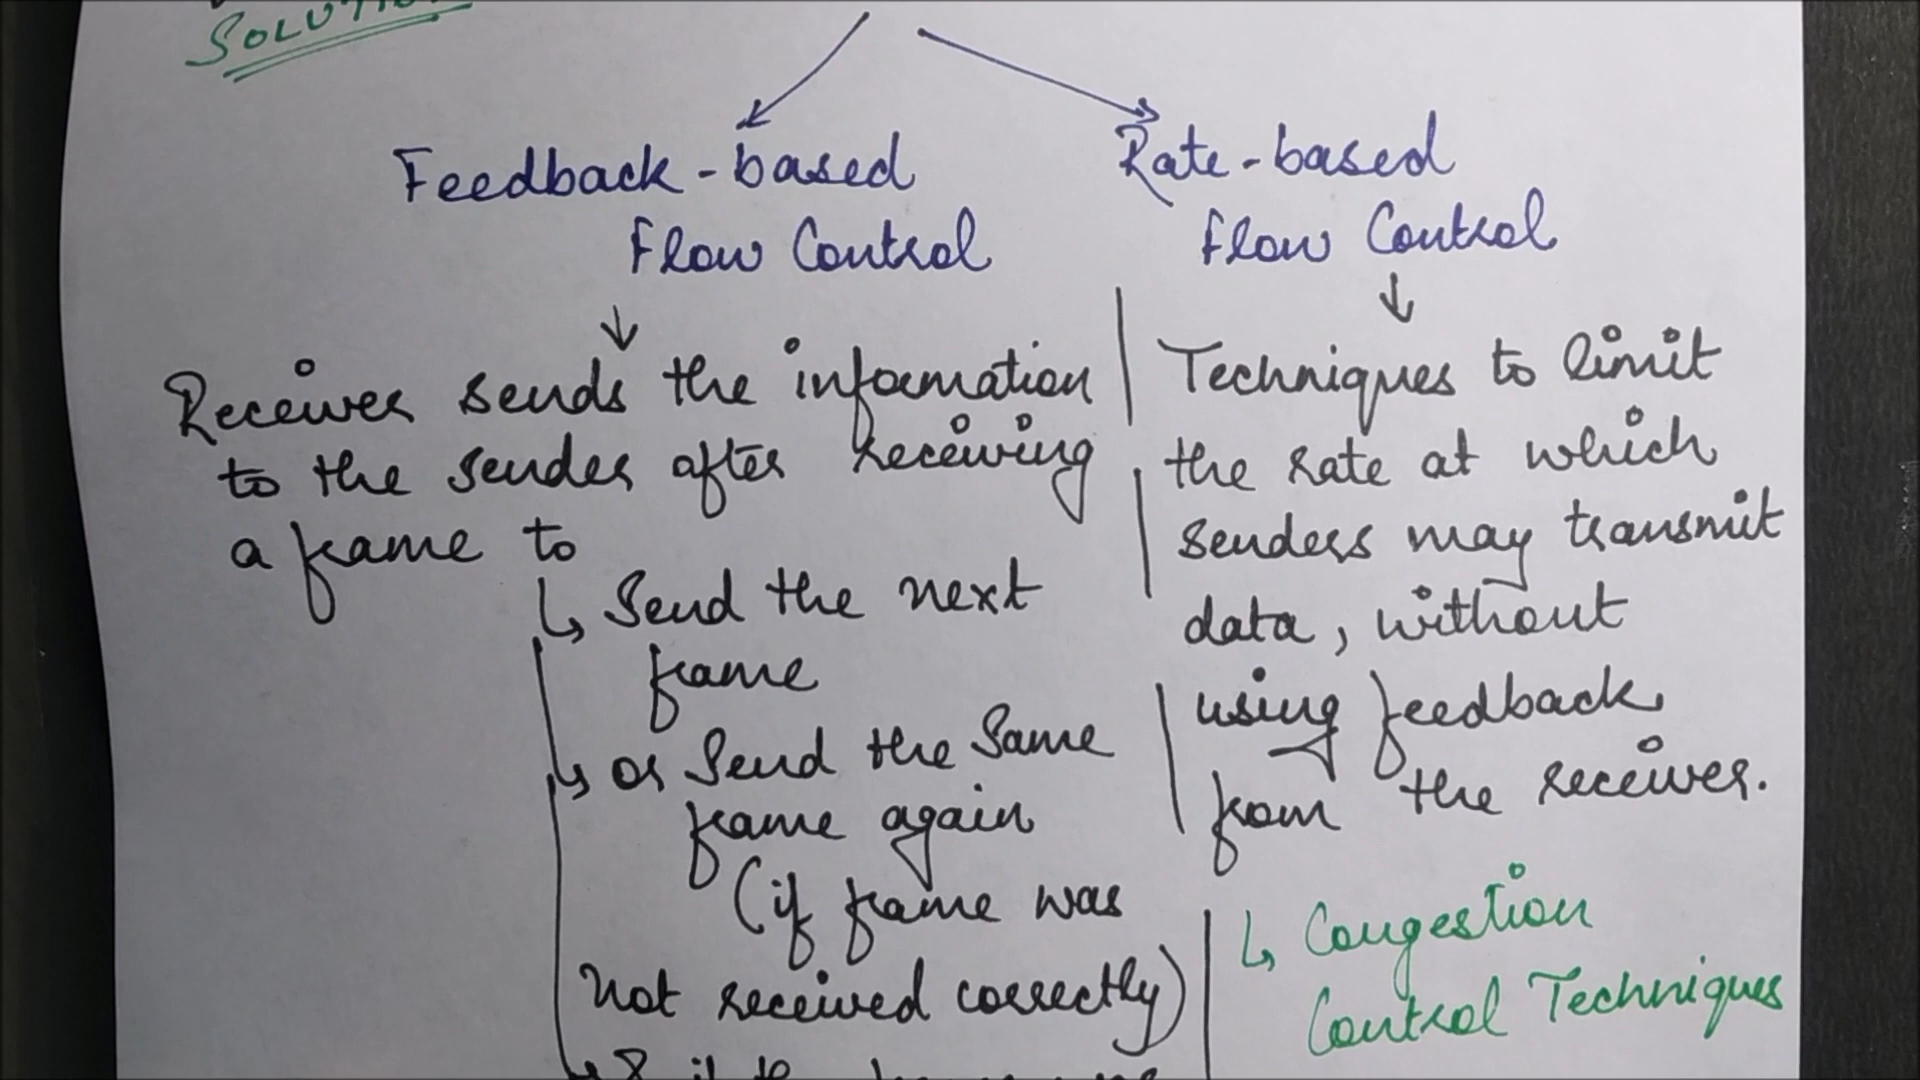 SOLUTION
Feedback-based
Flow Control
↓
Receiver sends the information
to the sender after receiving
a frame to
↳ Send the next
frame
↳ or Send the Same
frame again
(if frame was
not received correctly)
Rate-based
Flow Control
↓
Techniques to limit
the rate at which
senders may transmit
data, without
using feedback
from the receiver.
↳ Congestion
Control Techniques